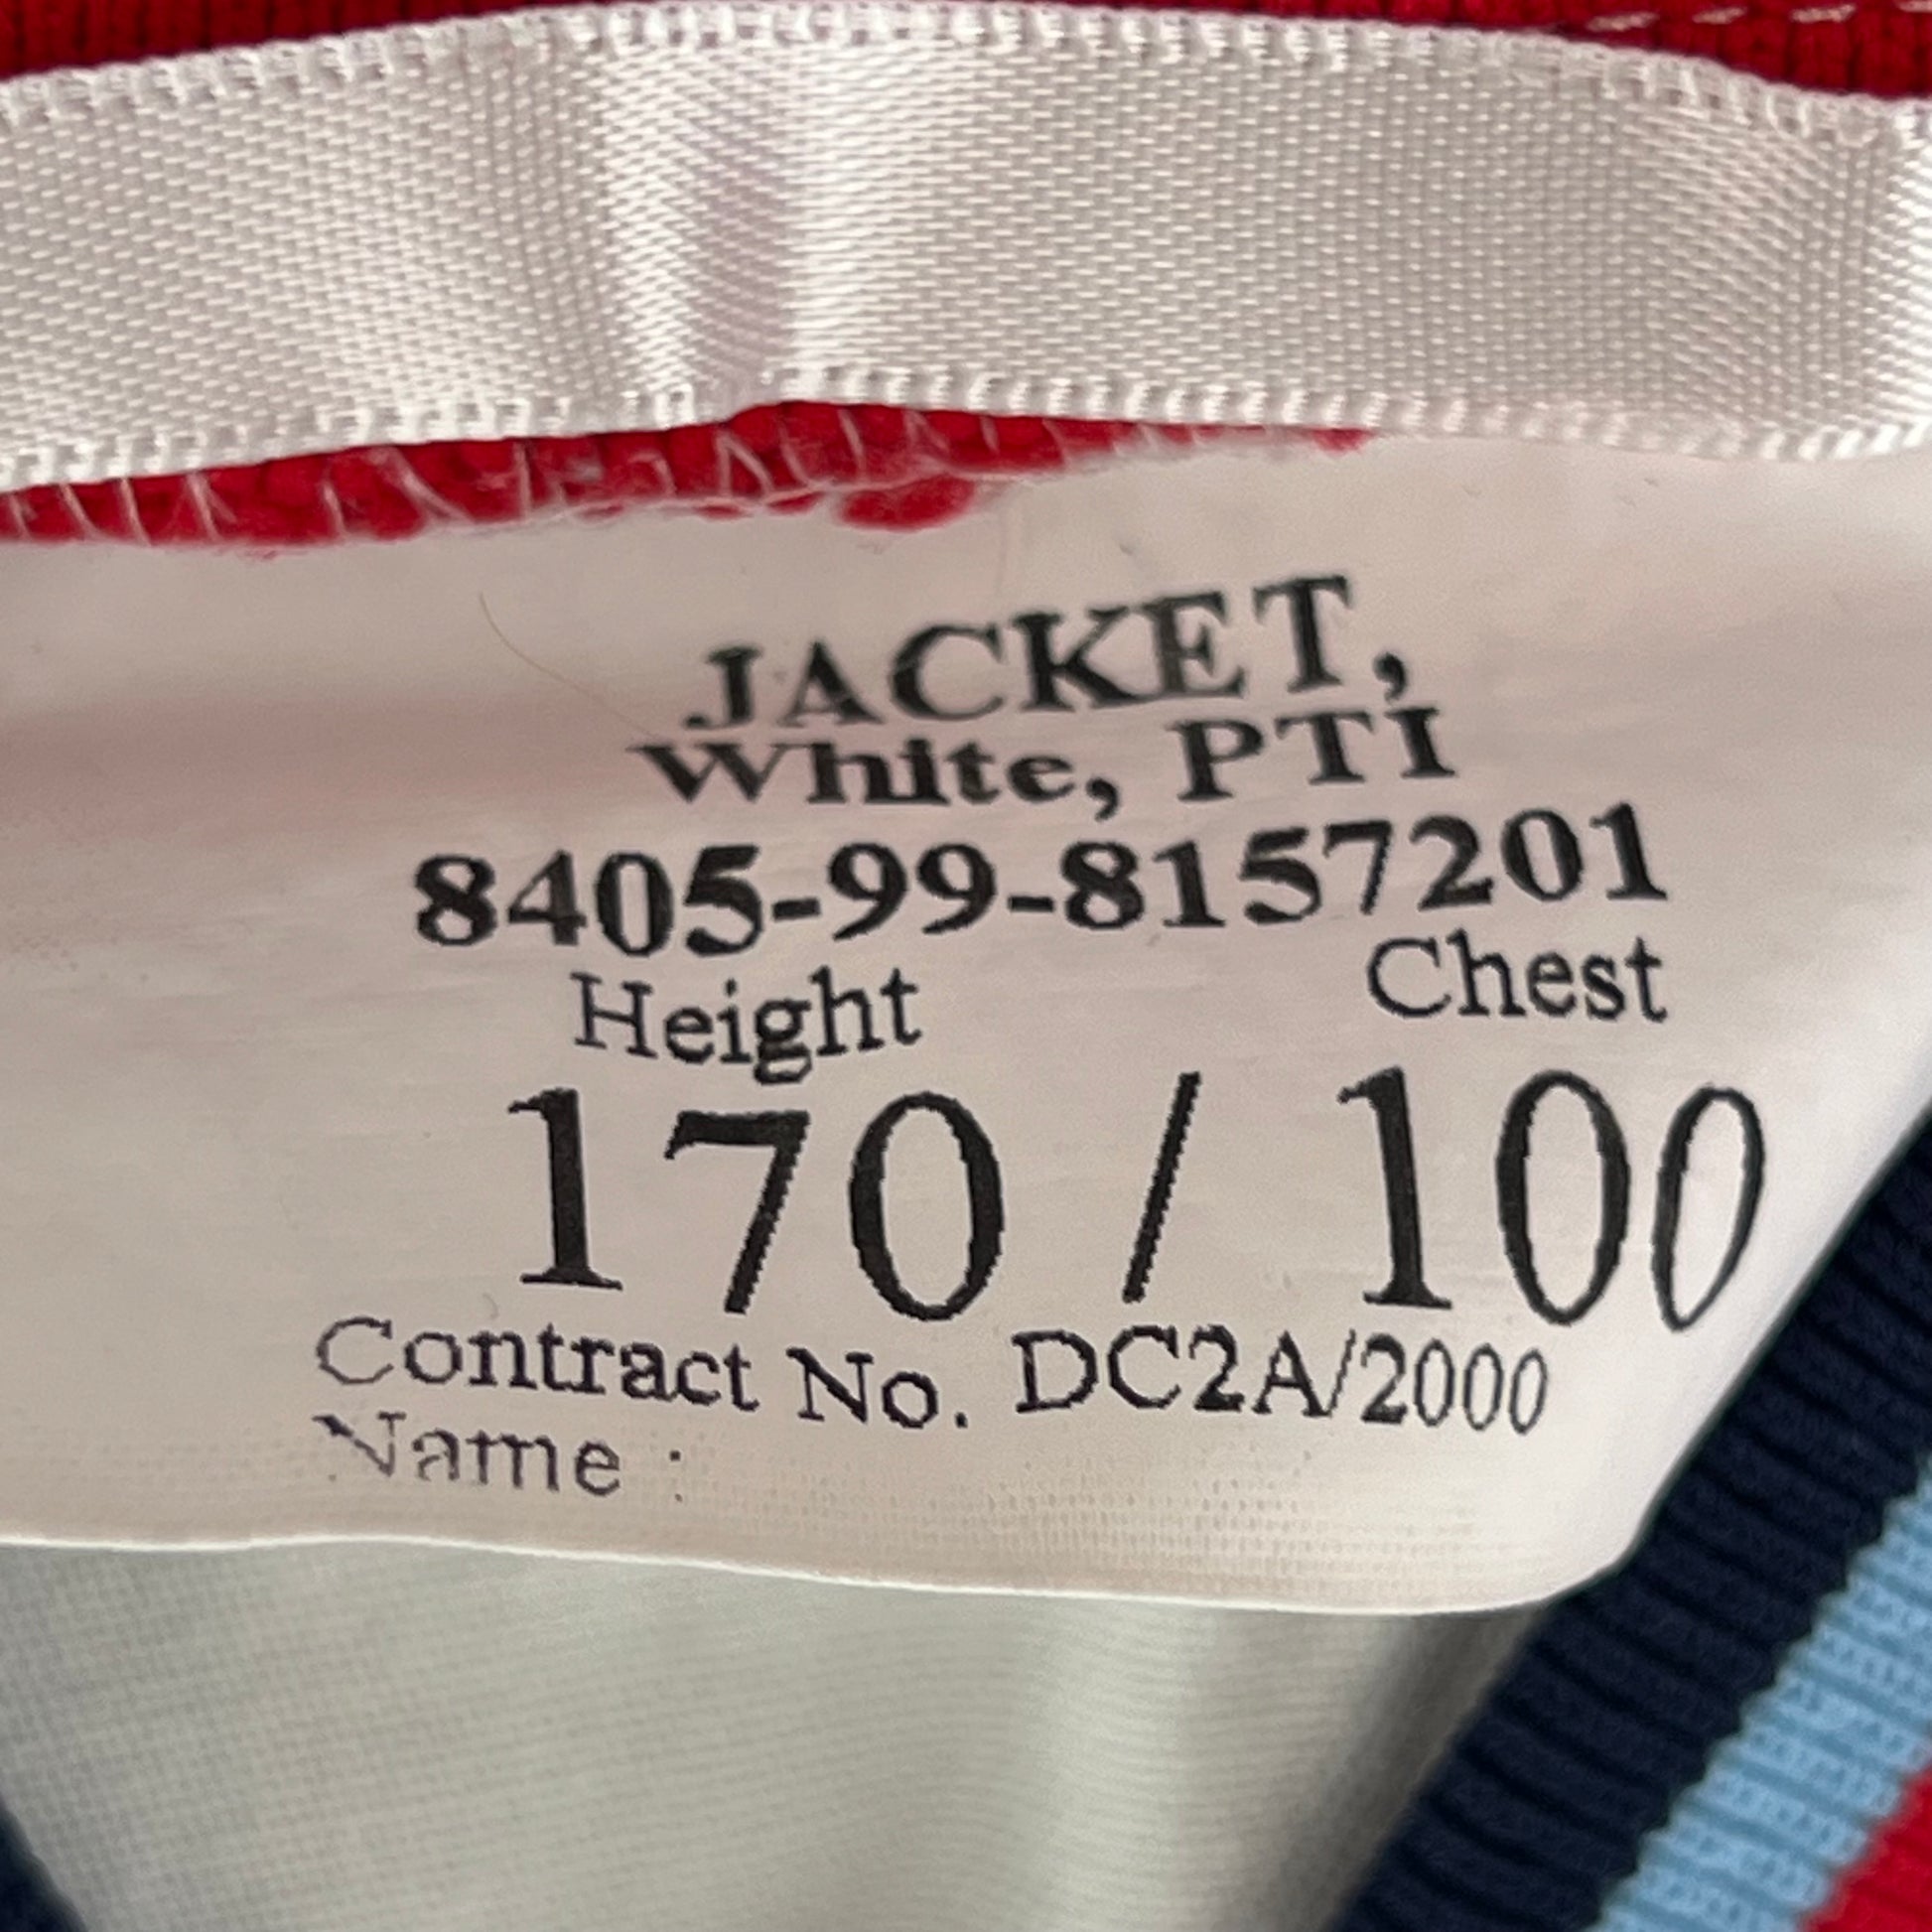 JACKET,
White, PTI
8405-99-8157201
Height Chest
170 / 100
Contract No. DC2A/2000
Name :